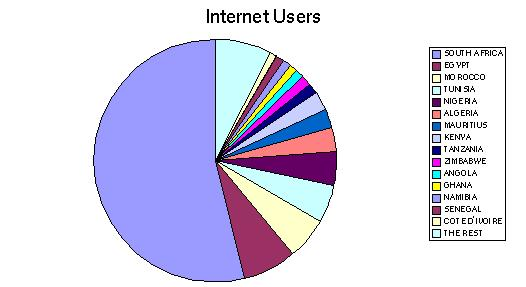 Internet Users
SOUTH AFRICA
EGYPT
MOROCCO
TUNISIA
NIGERIA
ALGERIA
MAURITIUS
KENYA
TANZANIA
ZIMBABWE
ANGOLA
GHANA
NAMIBIA
SENEGAL
COTE D'IVOIRE
THE REST